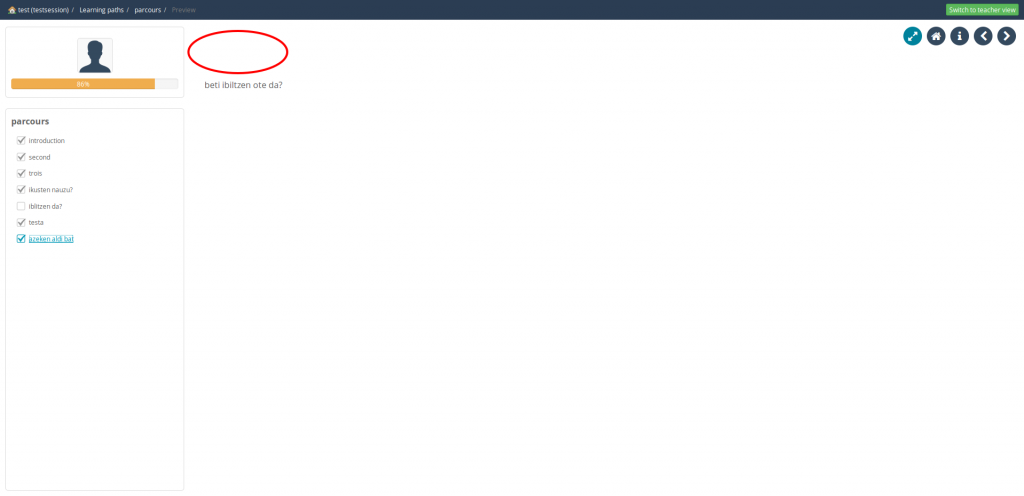 test (testsession) / Learning paths / parcours / Preview
Switch to teacher view
86%
beti ibiltzen ote da?
parcours
introduction
second
trois
ikusten nauzu?
iblitzen da?
testa
azeken aldi bat